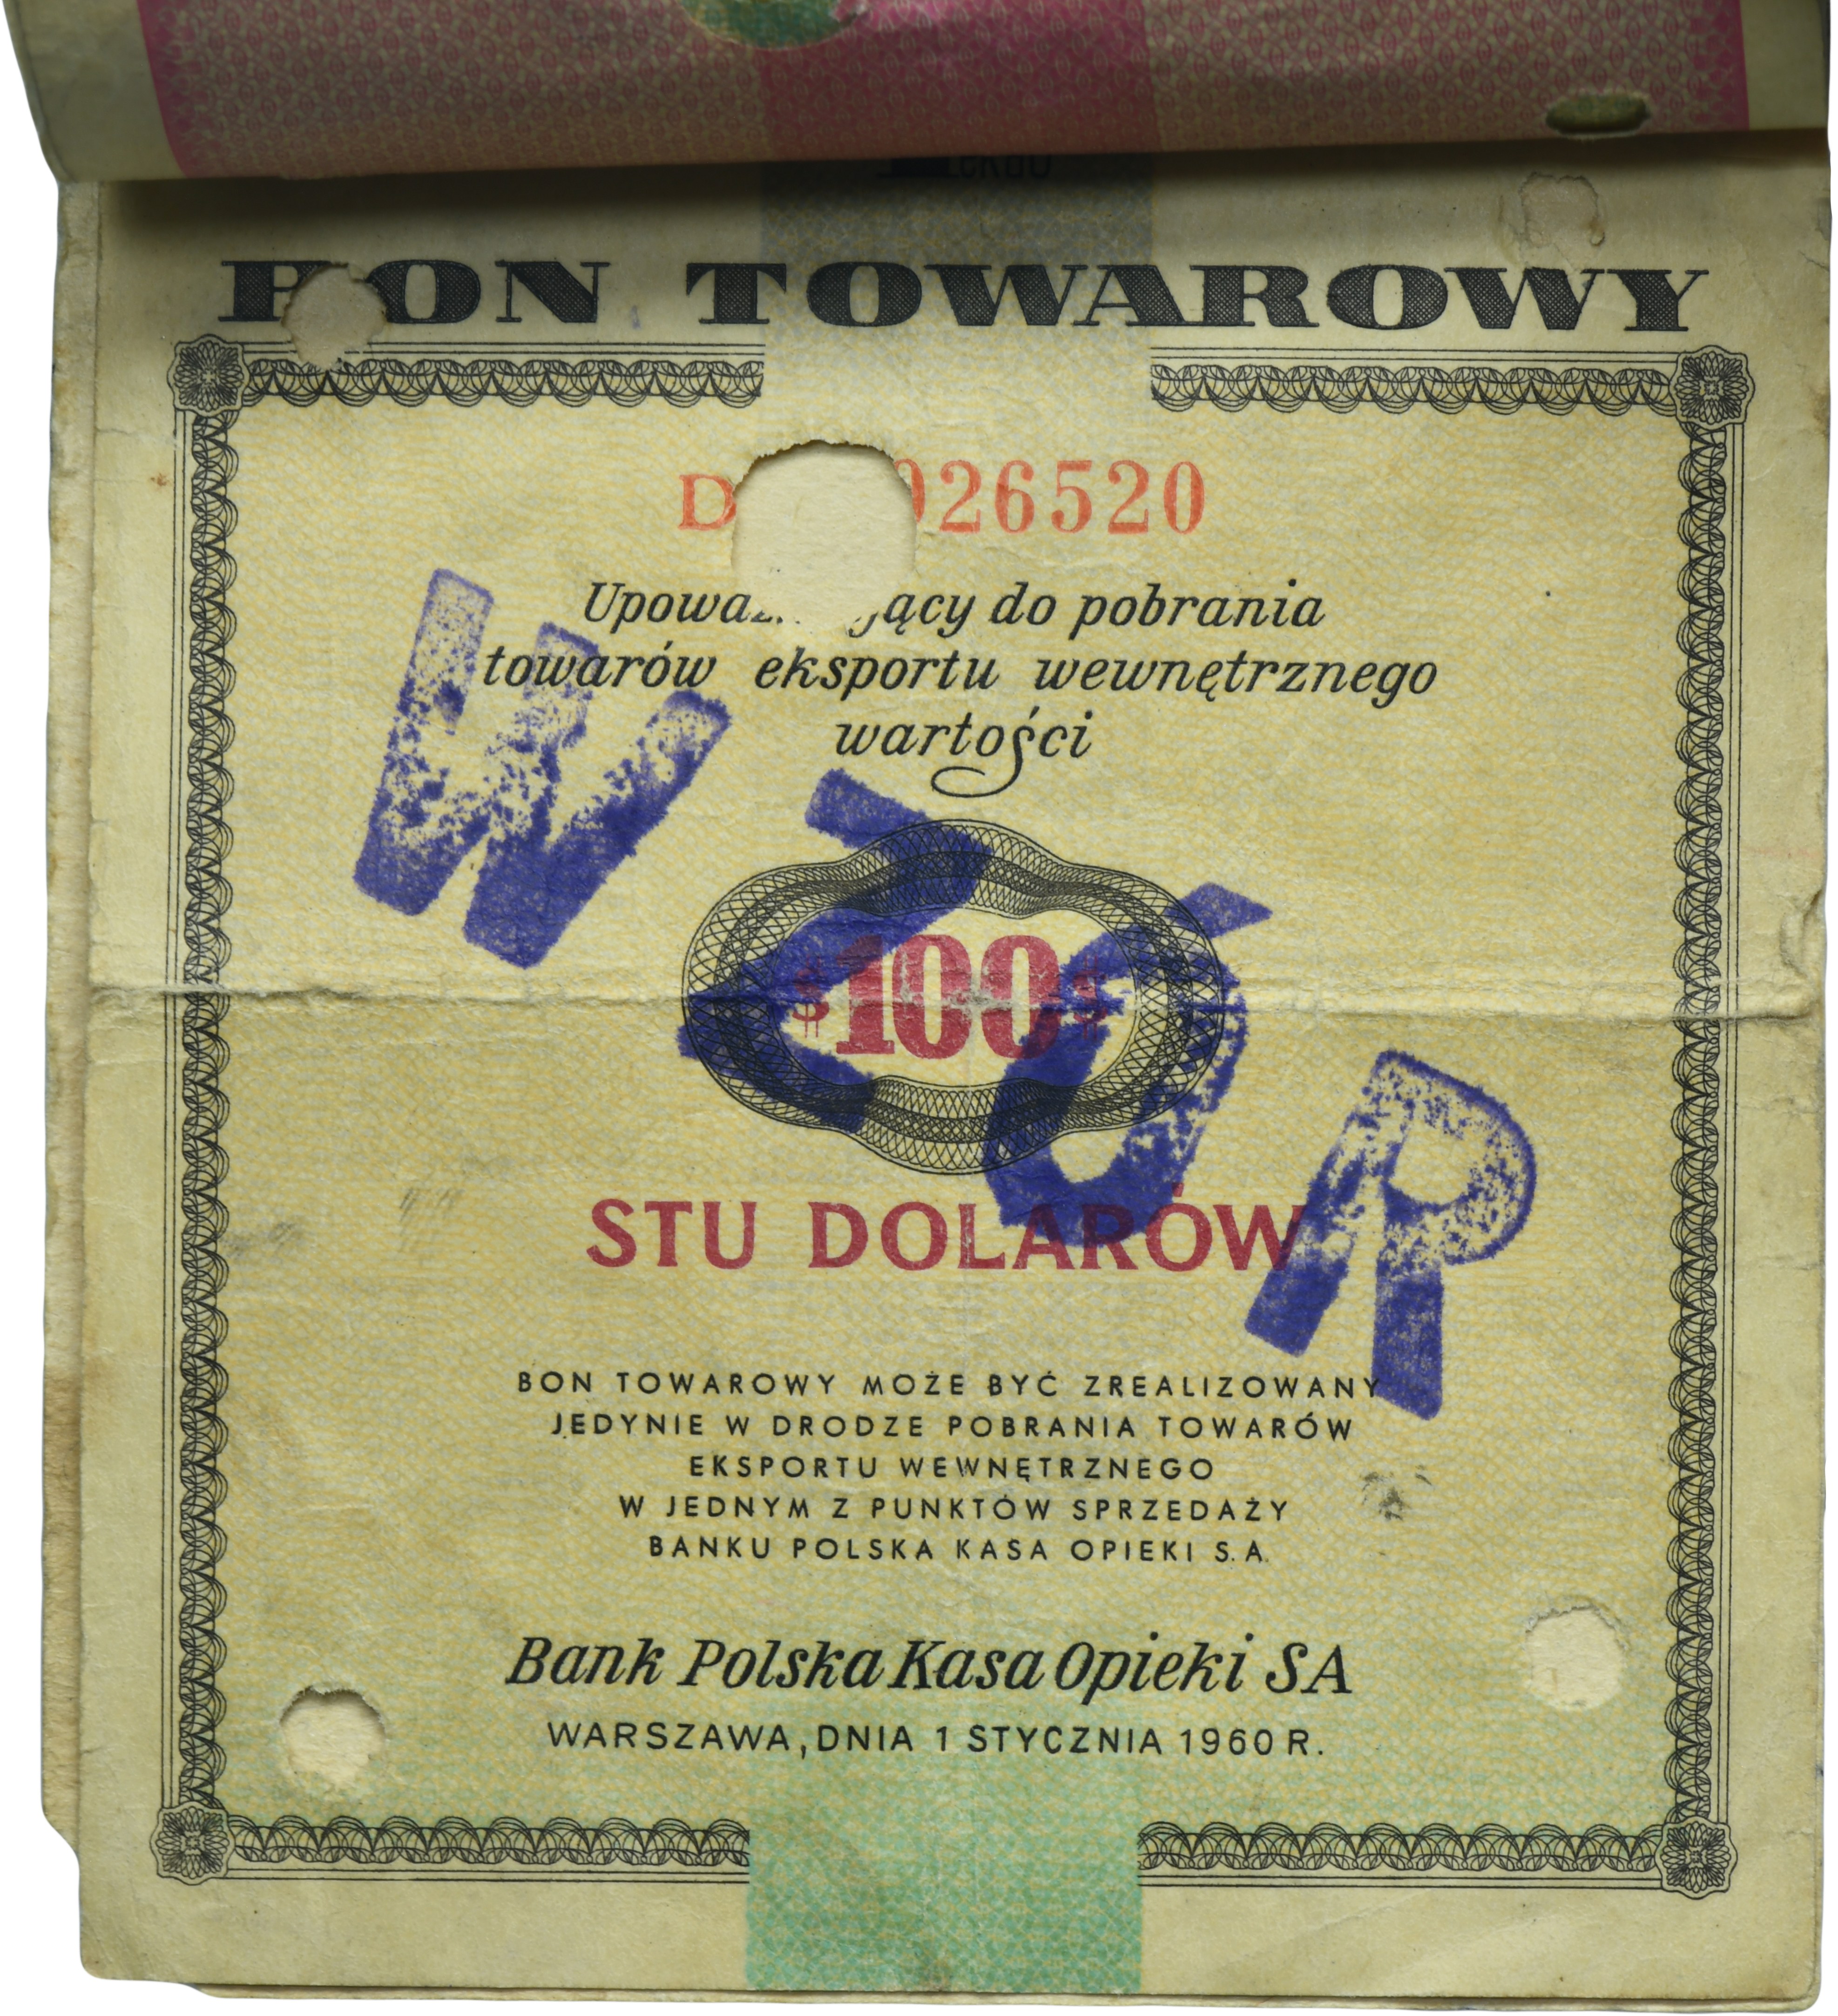 BON TOWAROWY
026520
do pobrania
towarów eksportu wewnętrznego
wartości
WZÓR
$100$
STU DOLARÓW
BON TOWAROWY MOŻE BYĆ ZREALIZOWANY
JEDYNIE W DRODZE POBRANIA TOWARÓW
EKSPORTU WEWNĘTRZNEGO
W JEDNYM Z PUNKTÓW SPRZEDAŻY
BANKU POLSKA KASA OPIEKI S.A.
Bank Polska Kasa Opieki SA
WARSZAWA, DNIA 1 STYCZNIA 1960 R.